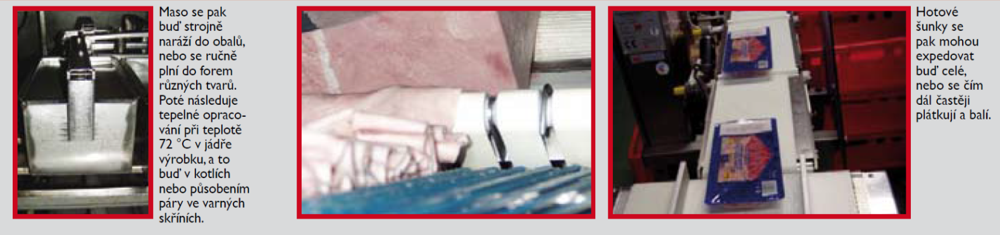 Maso se pak
buď strojně
naráží do obalů,
nebo se ručně
plní do forem
různých tvarů.
Poté následuje
tepelné opraco-
vání při teplotě
72 °C v jádře
výrobku, a to
buď v kotlích
nebo působením
páry ve varných
skříních.
Hotové
šunky se
pak mohou
expedovat
buď celé,
nebo se čím
dál častěji
plátkují a balí.